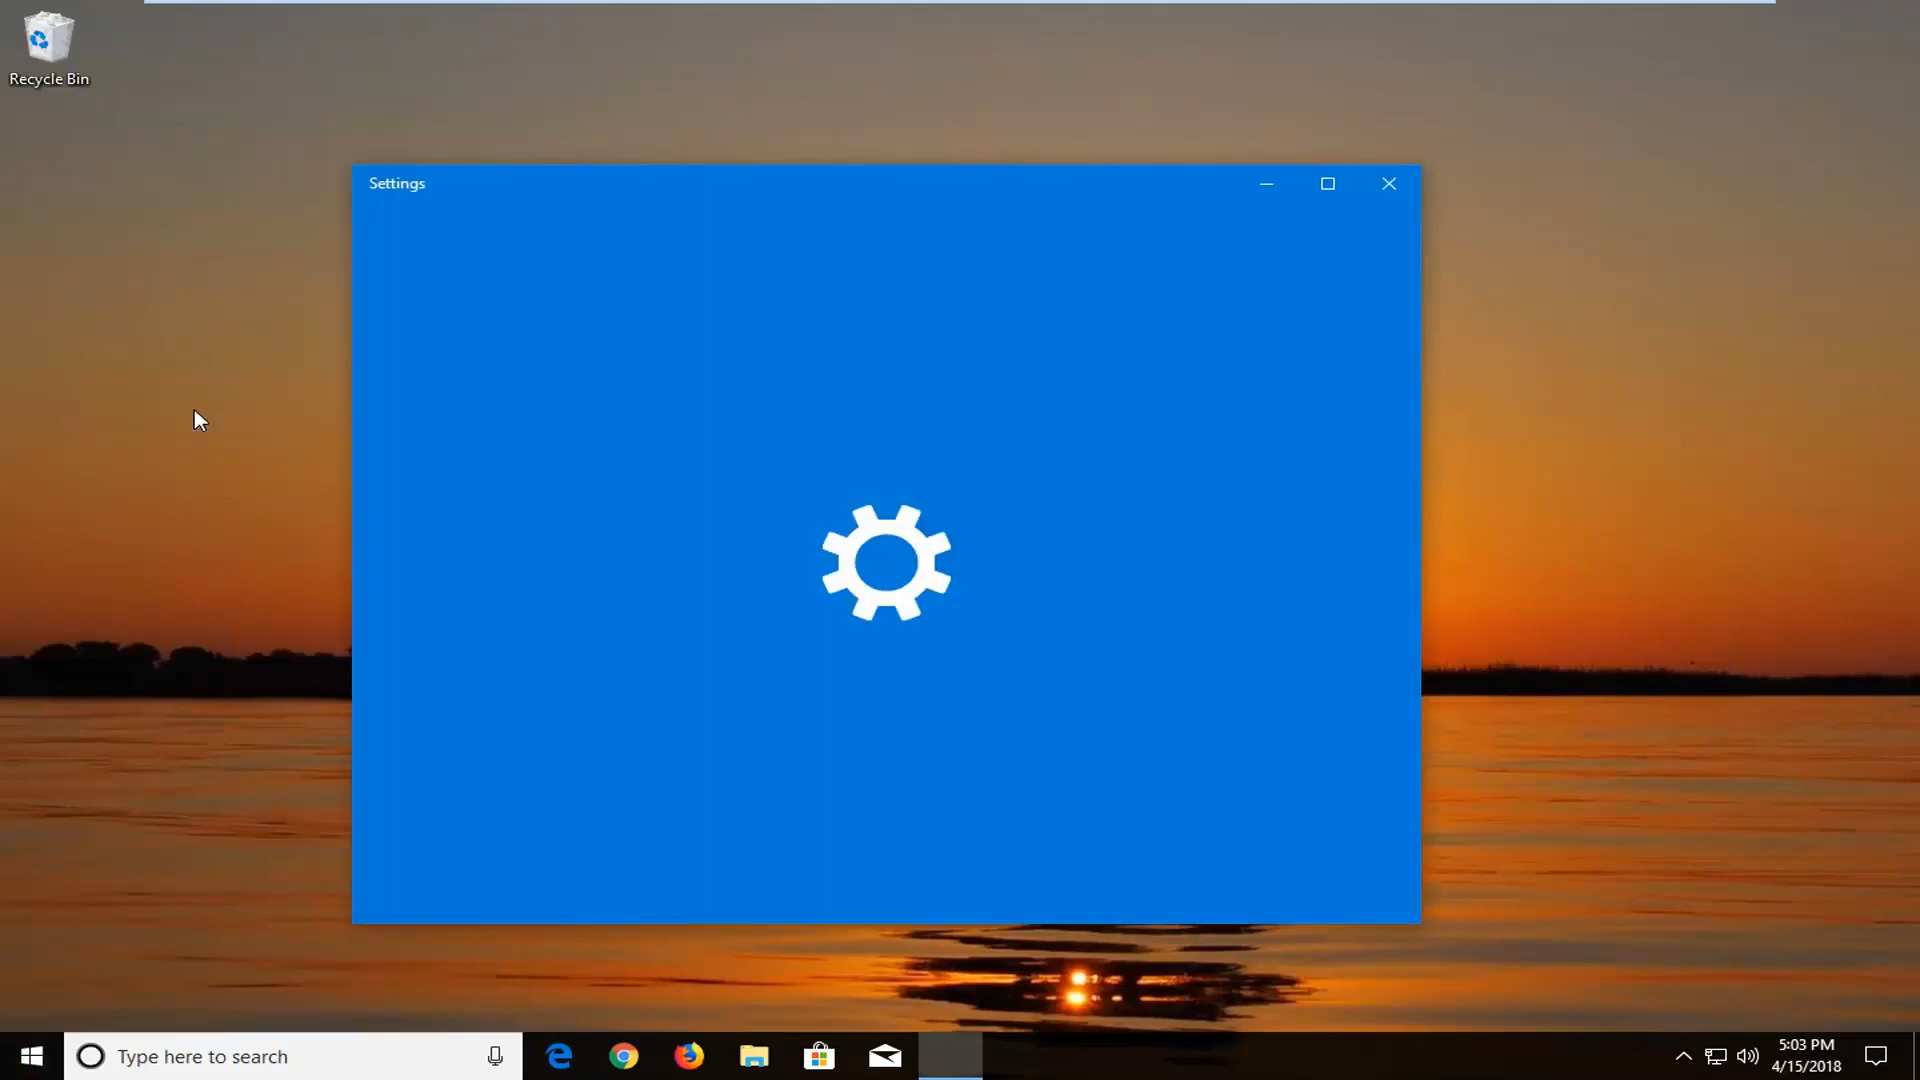 Recycle Bin
Settings
Type here to search
5:03 PM
4/15/2018